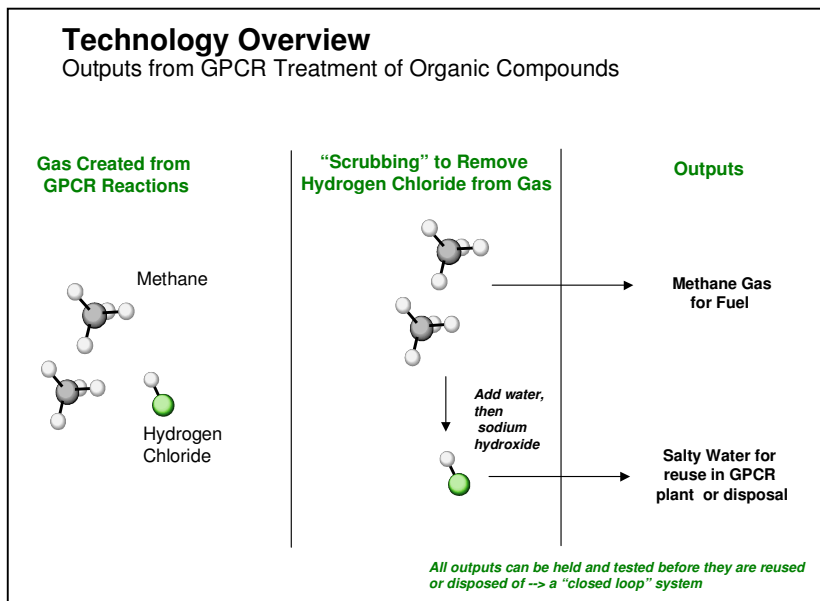 Technology Overview
Outputs from GPCR Treatment of Organic Compounds
Gas Created from
GPCR Reactions
Methane
Hydrogen
Chloride
“Scrubbing” to Remove
Hydrogen Chloride from Gas
Add water,
then
sodium
hydroxide
Outputs
Methane Gas
for Fuel
Salty Water for
reuse in GPCR
plant or disposal
All outputs can be held and tested before they are reused
or disposed of --> a “closed loop” system